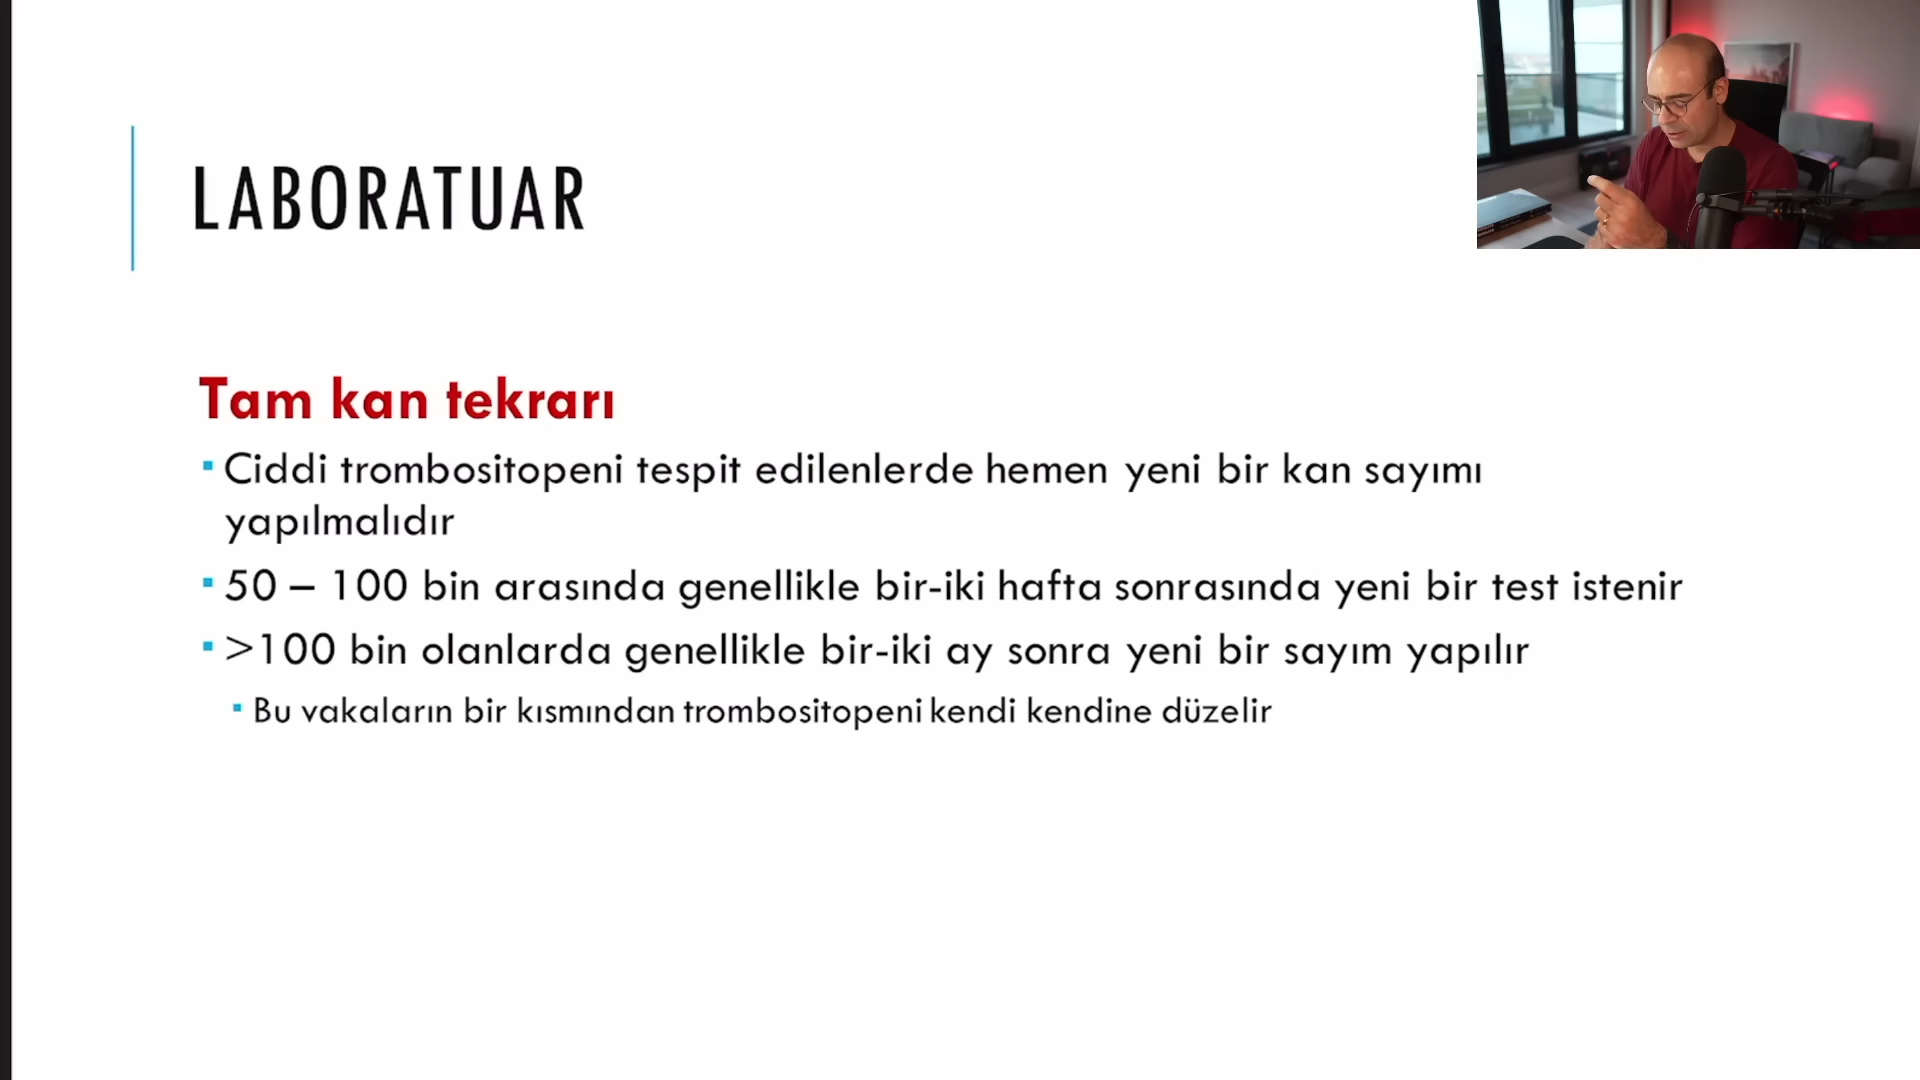 LABORATUAR
Tam kan tekrarı
Ciddi trombositopeni tespit edilenlerde hemen yeni bir kan sayımı
yapılmalıdır
50 – 100 bin arasında genellikle bir-iki hafta sonrasında yeni bir test istenir
>100 bin olanlarda genellikle bir-iki ay sonra yeni bir sayım yapılır
Bu vakaların bir kısmından trombositopeni kendi kendine düzelir